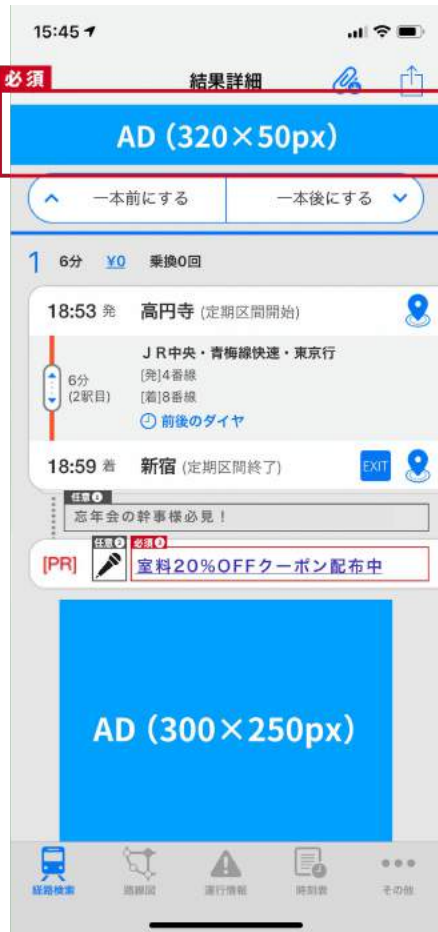 15:45
必須
結果詳細
AD（320×50px）
一本前にする 一本後にする
1 6分 ¥0 乗換0回
18:53 発 高円寺 (定期区間開始)
ＪＲ中央・青梅線快速・東京行
6分 [発]4番線
(2駅目) [着]8番線
前後のダイヤ
18:59 着 新宿 (定期区間終了) EXIT
任意①
忘年会の幹事様必見！
任意② 必須③
[PR] 室料20%OFFクーポン配布中
AD（300×250px）
経路検索 路線図 運行情報 時刻表 その他